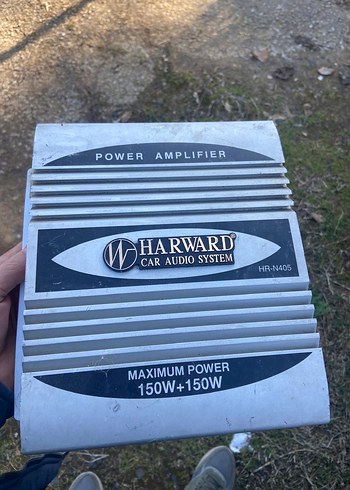 POWER AMPLIFIER
HARWARD®
CAR AUDIO SYSTEM
HR-N405
MAXIMUM POWER
150W+150W